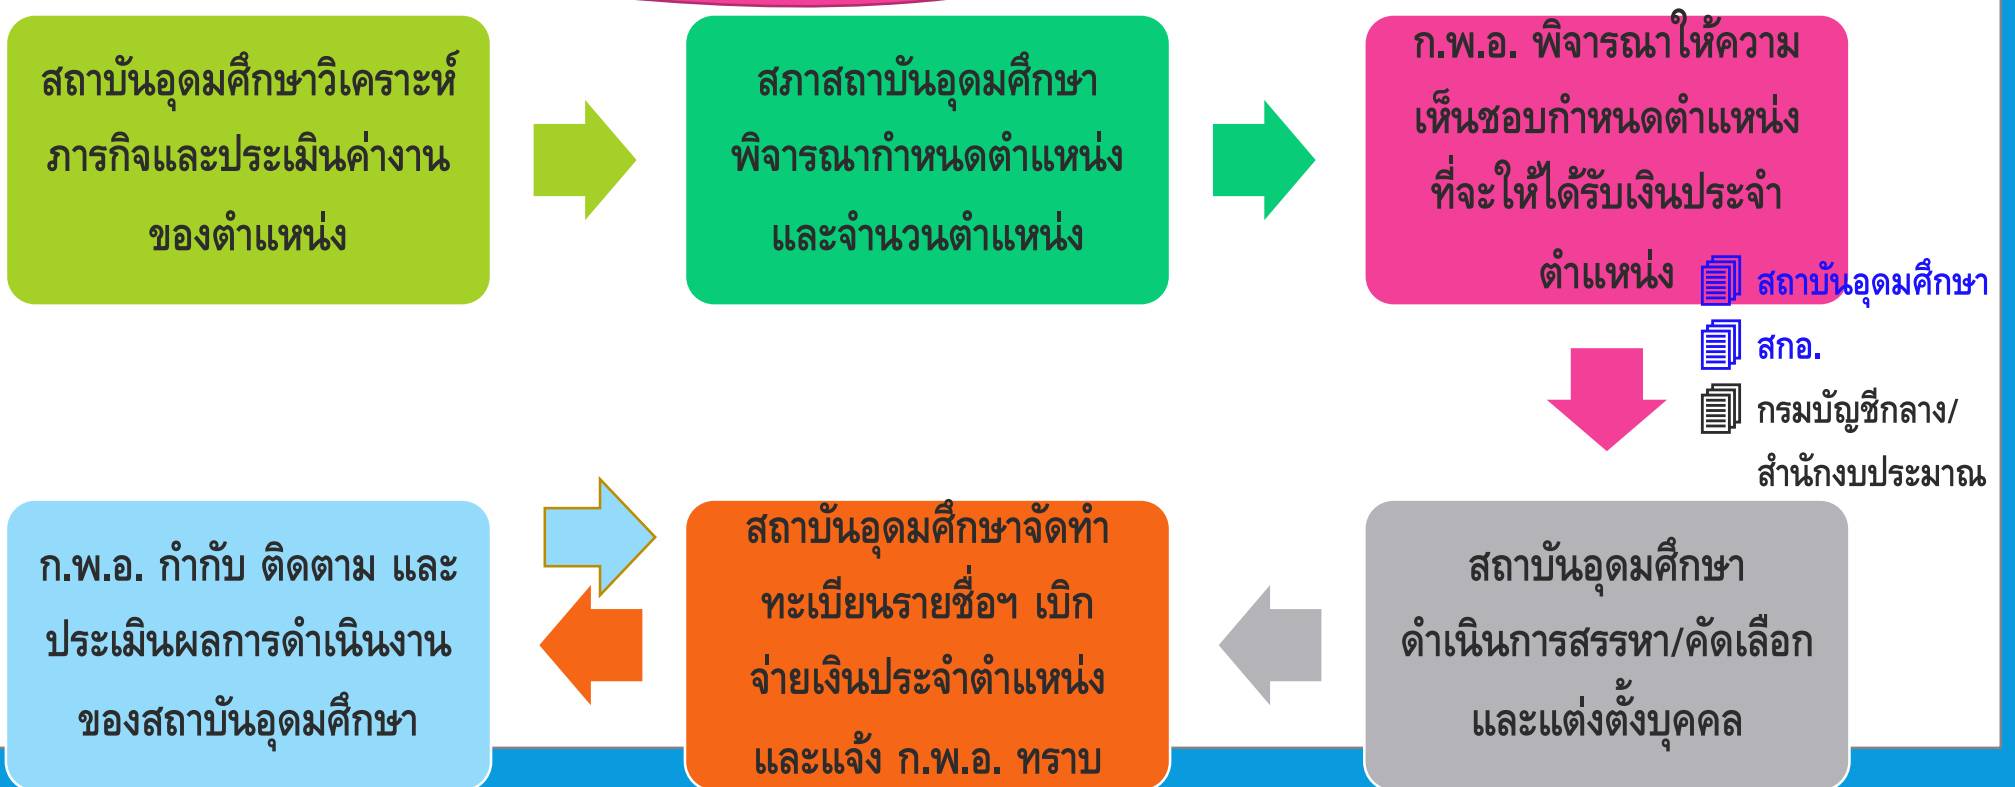 สถาบันอุดมศึกษาวิเคราะห์
ภารกิจและประเมินค่างาน
ของตำแหน่ง
สภาสถาบันอุดมศึกษา
พิจารณากำหนดตำแหน่ง
และจำนวนตำแหน่ง
ก.พ.อ. พิจารณาให้ความ
เห็นชอบกำหนดตำแหน่ง
ที่จะให้ได้รับเงินประจำ
ตำแหน่ง
สถาบันอุดมศึกษา
สกอ.
กรมบัญชีกลาง/
สำนักงบประมาณ
สถาบันอุดมศึกษา
ดำเนินการสรรหา/คัดเลือก
และแต่งตั้งบุคคล
สถาบันอุดมศึกษาจัดทำ
ทะเบียนรายชื่อฯ เบิก
จ่ายเงินประจำตำแหน่ง
และแจ้ง ก.พ.อ. ทราบ
ก.พ.อ. กำกับ ติดตาม และ
ประเมินผลการดำเนินงาน
ของสถาบันอุดมศึกษา